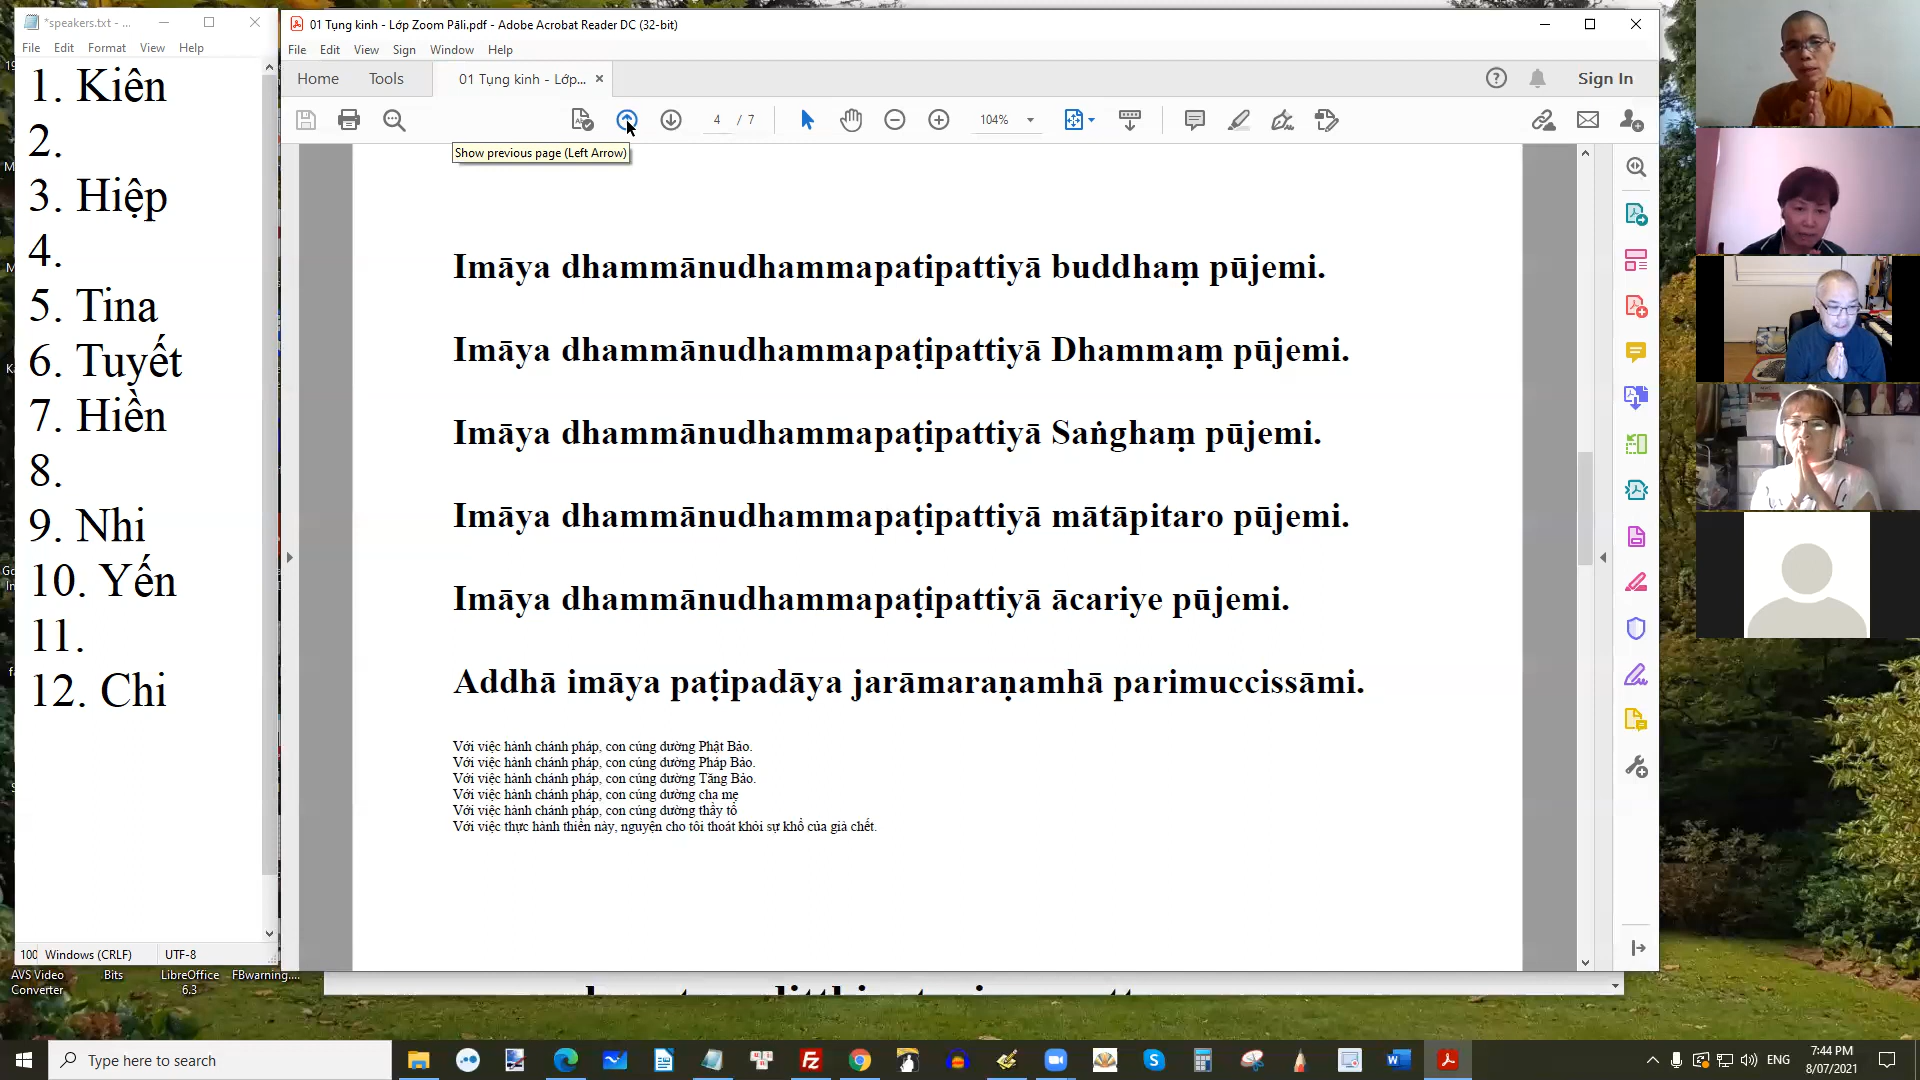 *speakers.txt - ...
File Edit Format View Help
1. Kiên
2.
3. Hiệp
4.
5. Tina
6. Tuyết
7. Hiền
8.
9. Nhi
10. Yến
11.
12. Chi
100 Windows (CRLF) UTF-8
AVS Video Converter
Bits
LibreOffice 6.3
FBwarning....
01 Tụng kinh - Lớp Zoom Pāli.pdf - Adobe Acrobat Reader DC (32-bit)
File Edit View Sign Window Help
Home Tools 01 Tụng kinh - Lớp... × Sign In
4 / 7 104%
Show previous page (Left Arrow)
Imāya dhammānudhammapatipattiyā buddhaṃ pūjemi.
Imāya dhammānudhammapaṭipattiyā Dhammaṃ pūjemi.
Imāya dhammānudhammapaṭipattiyā Saṅghaṃ pūjemi.
Imāya dhammānudhammapaṭipattiyā mātāpitaro pūjemi.
Imāya dhammānudhammapaṭipattiyā ācariye pūjemi.
Addhā imāya paṭipadāya jarāmaraṇamhā parimuccissāmi.
Với việc hành chánh pháp, con cúng dường Phật Bảo.
Với việc hành chánh pháp, con cúng dường Pháp Bảo.
Với việc hành chánh pháp, con cúng dường Tăng Bảo.
Với việc hành chánh pháp, con cúng dường cha mẹ
Với việc hành chánh pháp, con cúng dường thầy tổ
Với việc thực hành thiền này, nguyện cho tôi thoát khỏi sự khổ của già chết.
Type here to search
ENG
7:44 PM
8/07/2021